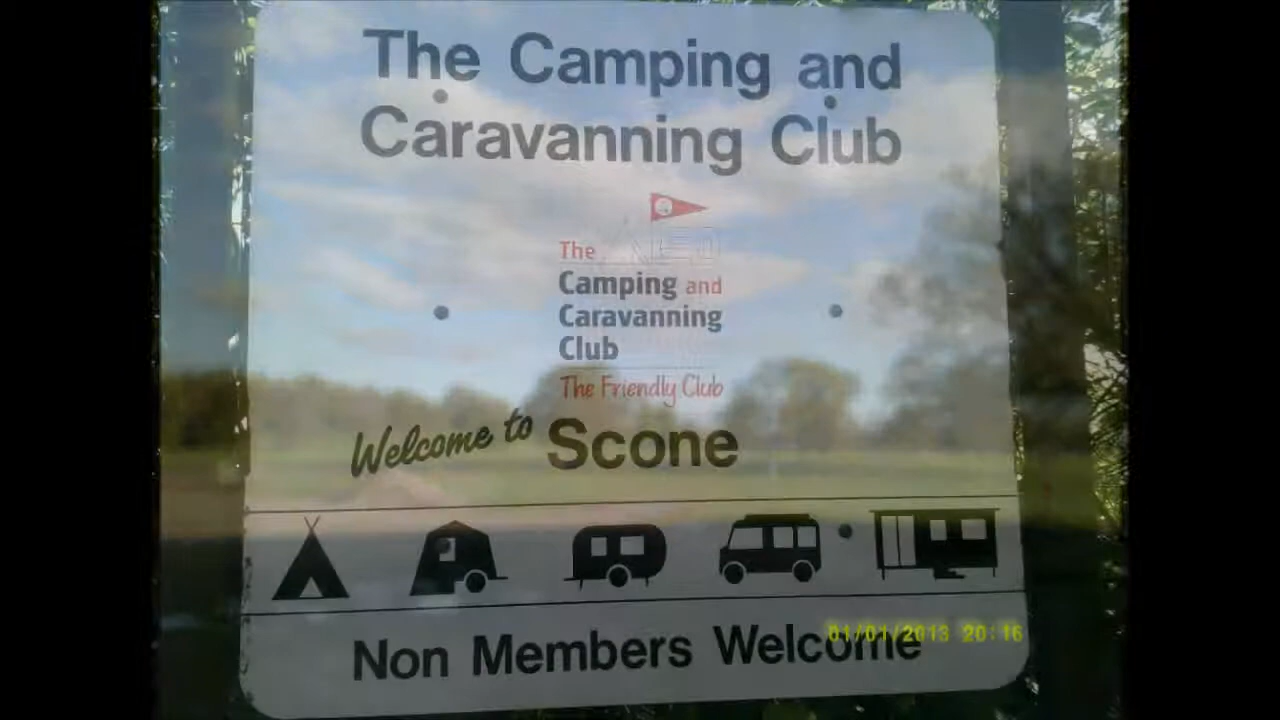 The Camping and
Caravanning Club
The
Camping and
Caravanning
Club
The Friendly Club
Welcome to Scone
Non Members Welcome
01/01/2013 20:16